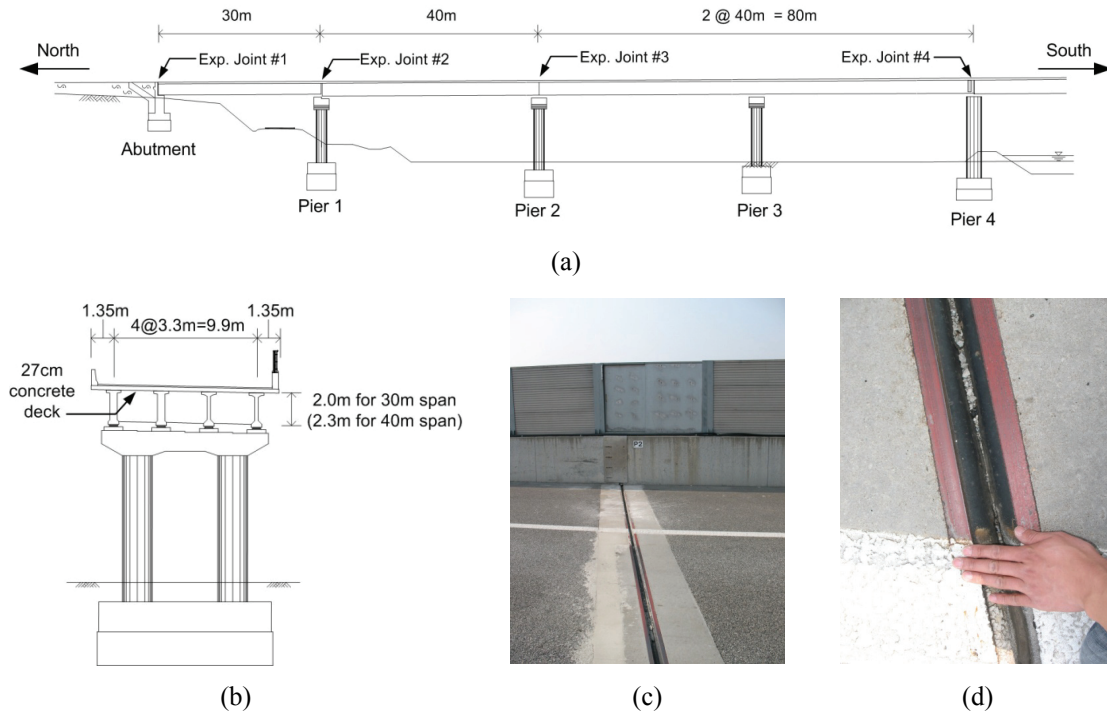 30m 40m 2 @ 40m = 80m
North Exp. Joint #1 Exp. Joint #2 Exp. Joint #3 Exp. Joint #4 South
Abutment
Pier 1 Pier 2 Pier 3 Pier 4
(a)
1.35m 1.35m
4@3.3m=9.9m
27cm
concrete
deck
2.0m for 30m span
(2.3m for 40m span)
P2
(b) (c) (d)